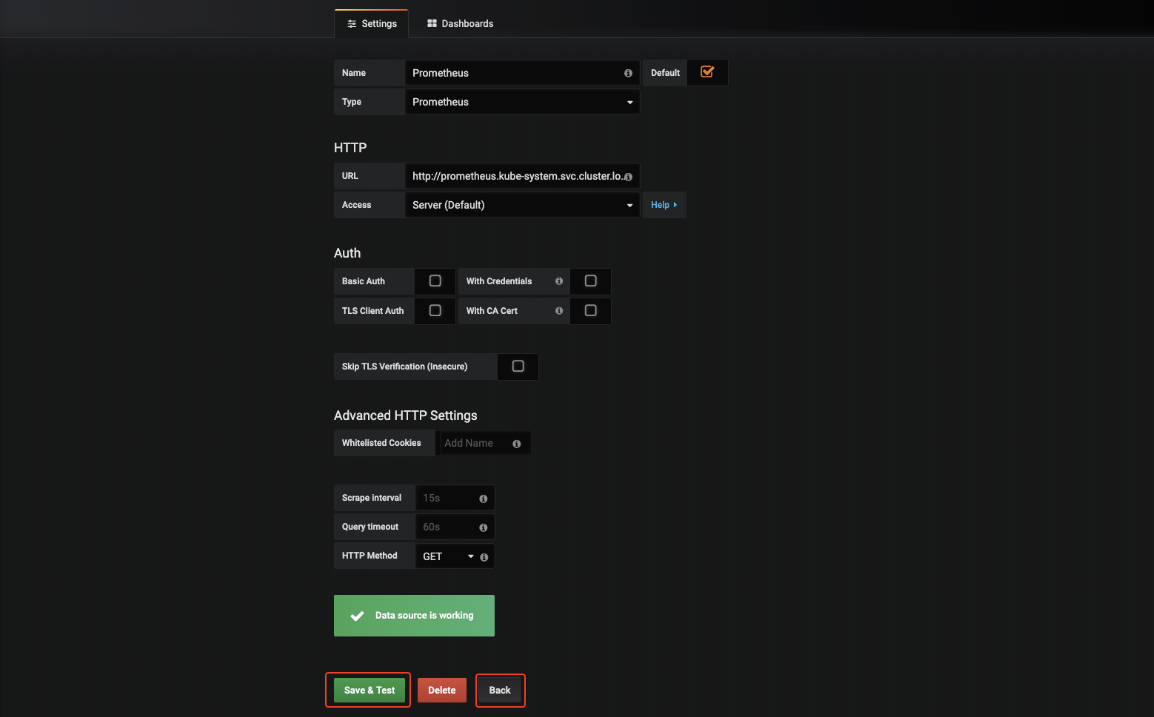 Settings Dashboards
Name Prometheus Default
Type Prometheus
HTTP
URL http://prometheus.kube-system.svc.cluster.lo..
Access Server (Default) Help
Auth
Basic Auth With Credentials
TLS Client Auth With CA Cert
Skip TLS Verification (Insecure)
Advanced HTTP Settings
Whitelisted Cookies Add Name
Scrape interval 15s
Query timeout 60s
HTTP Method GET
Data source is working
Save & Test Delete Back